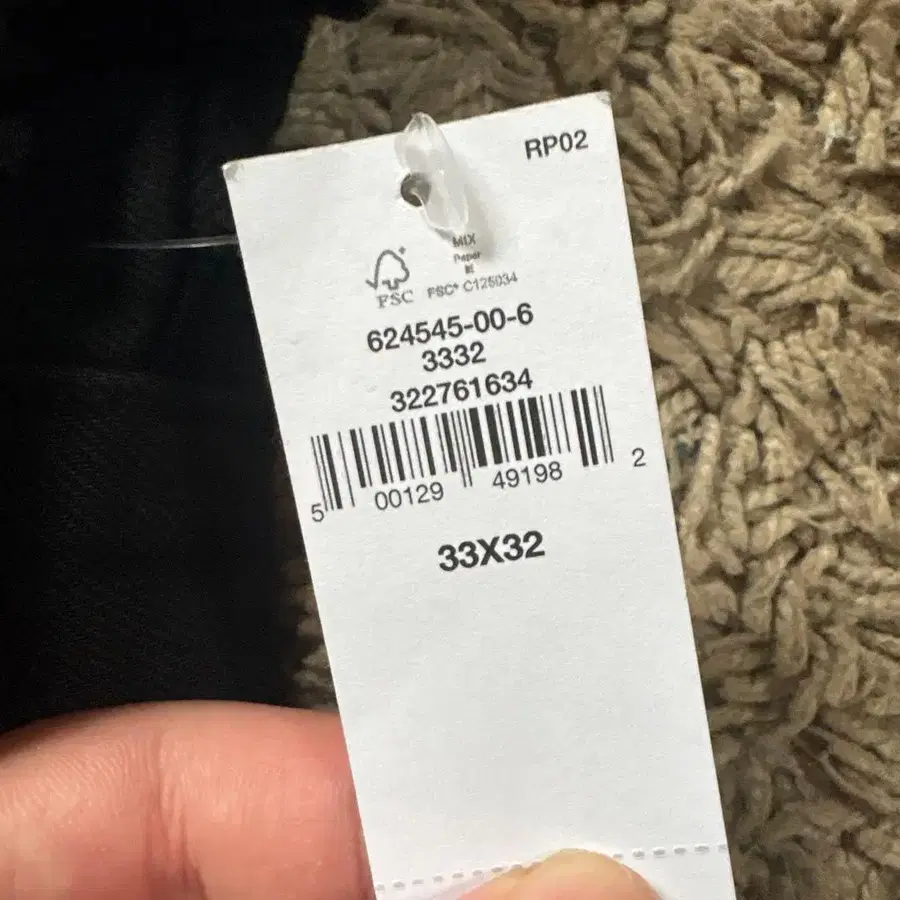 RP02
MIX
Paper
FSC
FSC® C125034
624545-00-6
3332
322761634
5 00129 49198 2
33X32